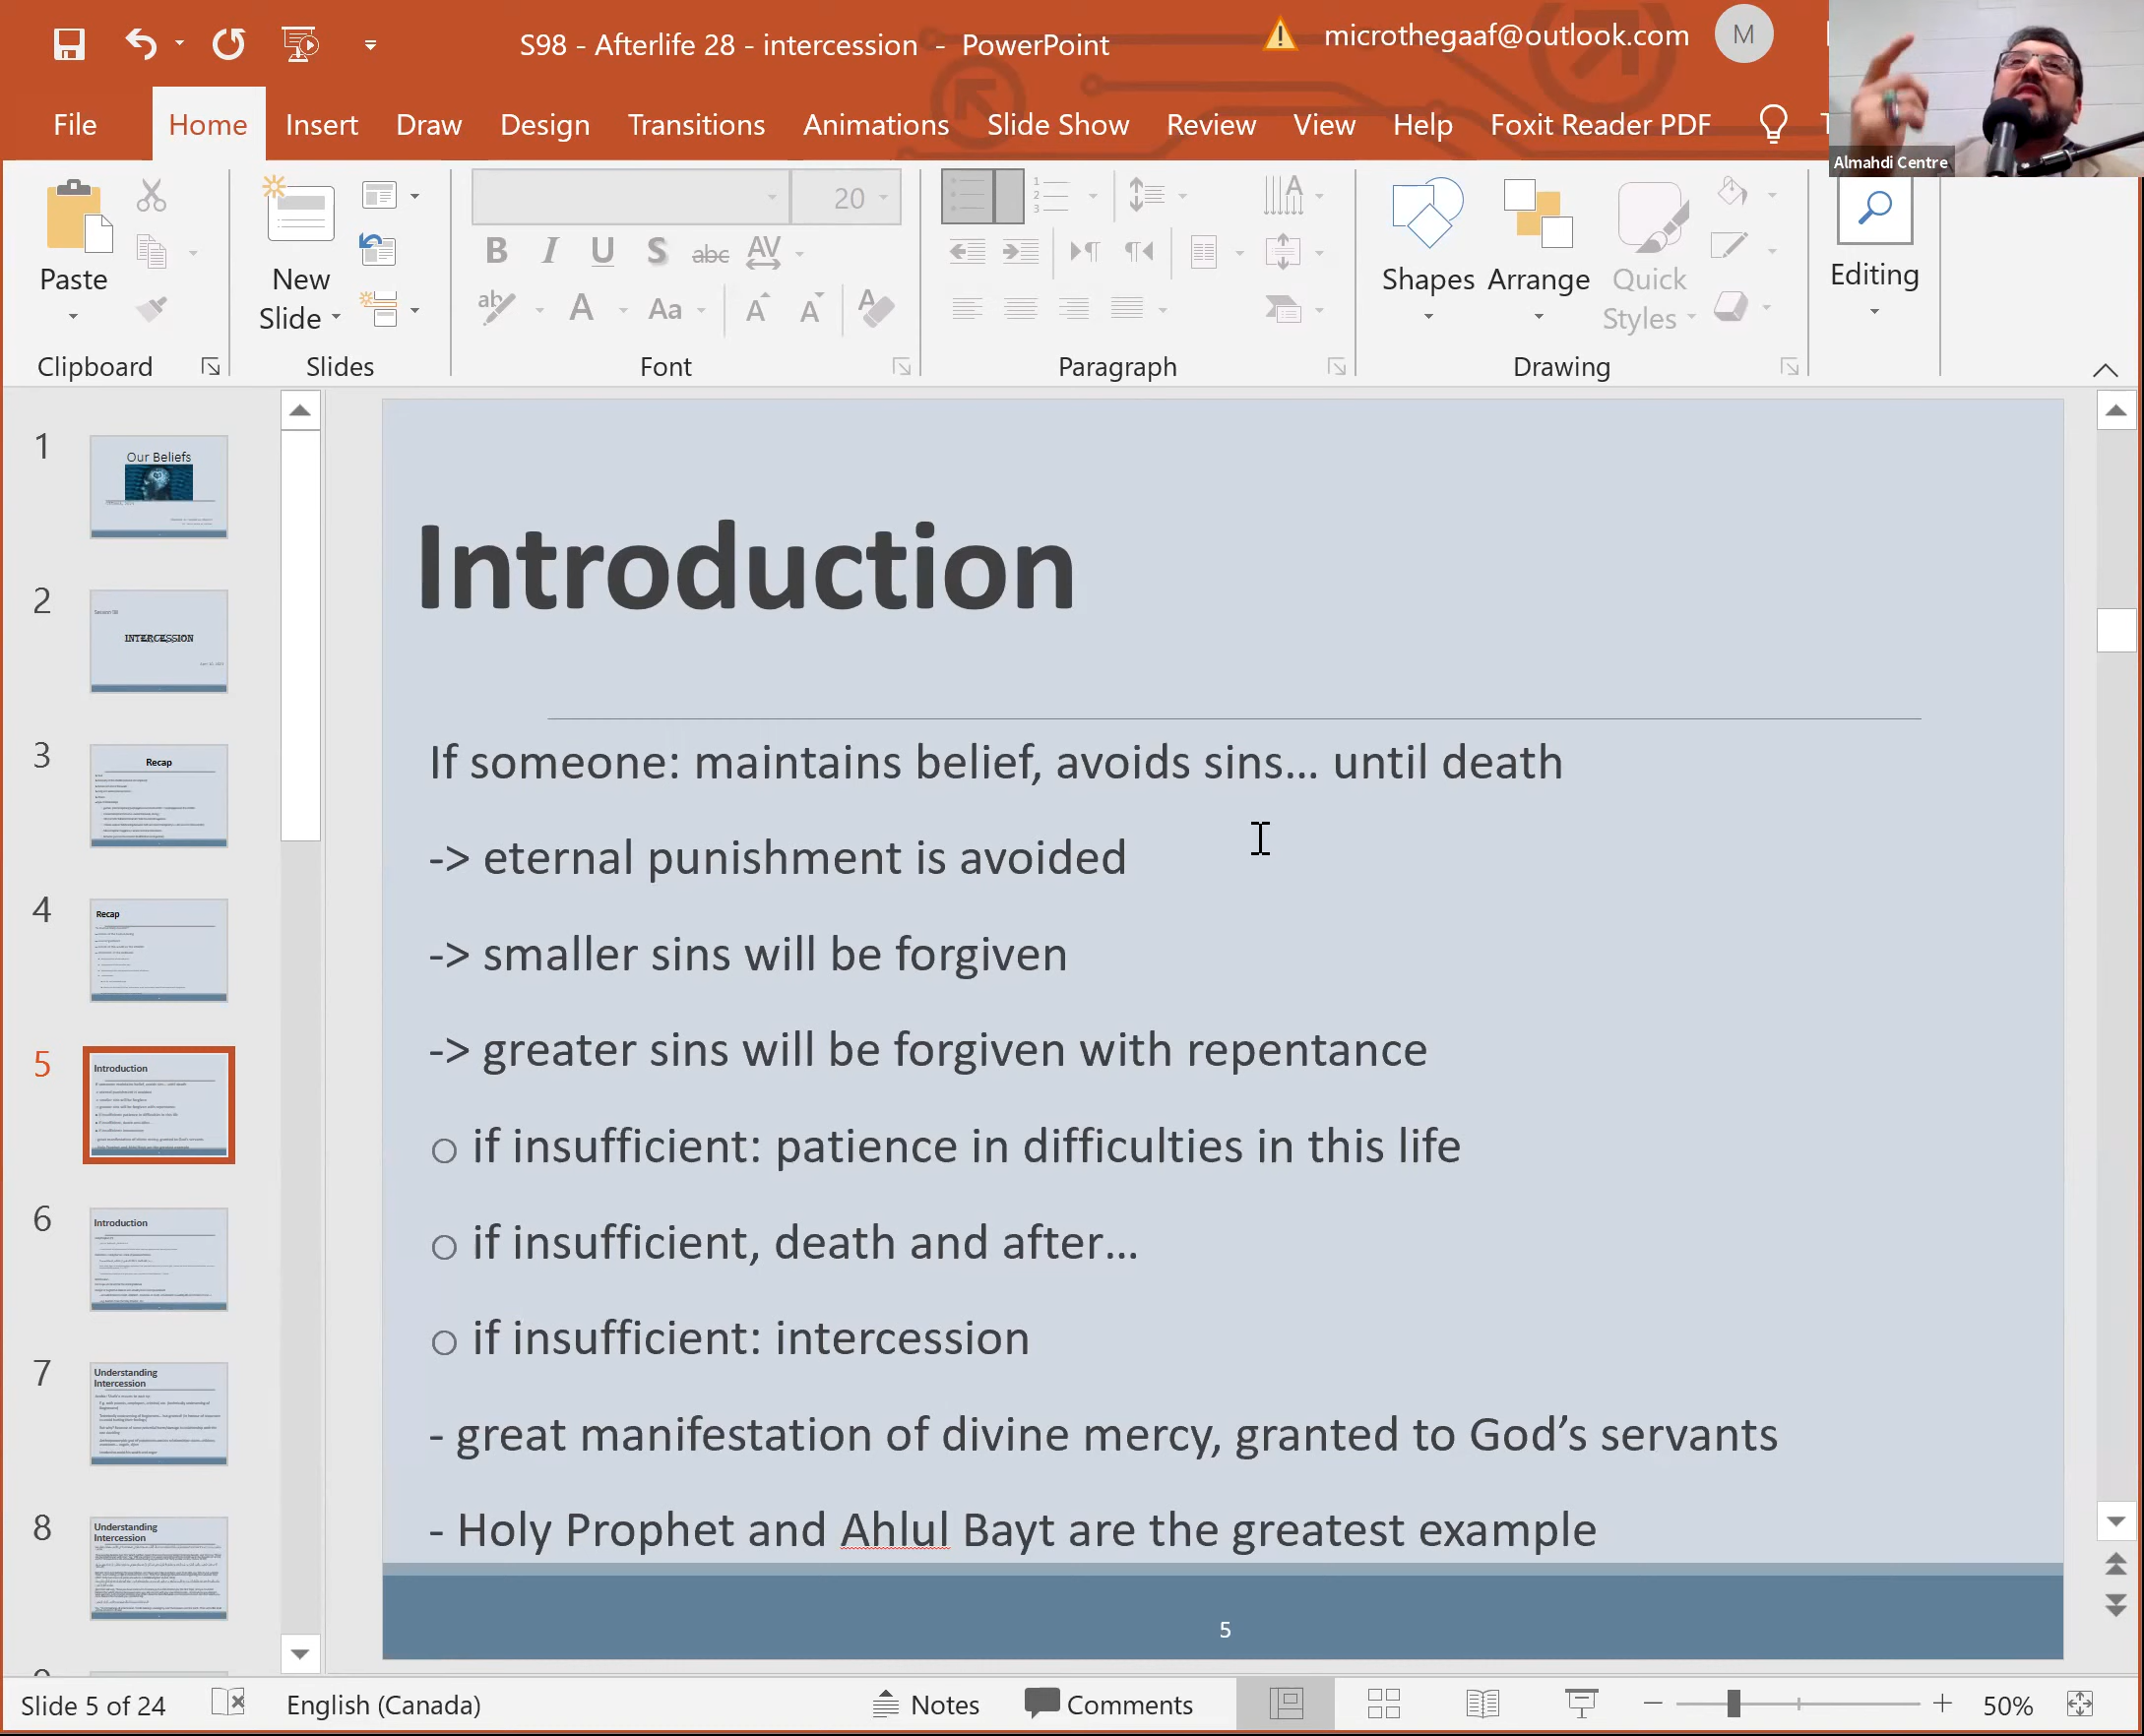 S98 - Afterlife 28 - intercession - PowerPoint
microthegaaf@outlook.com
M
File Home Insert Draw Design Transitions Animations Slide Show Review View Help Foxit Reader PDF
Almahdi Centre
20
Paste
New
Slide
B I U S abc AV
Aa
Shapes Arrange Quick
Styles
Editing
Clipboard Slides Font Paragraph Drawing
1
Our Beliefs
2
INTERCESSION
3
Recap
4
Recap
5
Introduction
6
Introduction
7
Understanding
Intercession
8
Understanding
Intercession
Introduction
If someone: maintains belief, avoids sins... until death
-> eternal punishment is avoided
-> smaller sins will be forgiven
-> greater sins will be forgiven with repentance
o if insufficient: patience in difficulties in this life
o if insufficient, death and after...
o if insufficient: intercession
- great manifestation of divine mercy, granted to God's servants
- Holy Prophet and Ahlul Bayt are the greatest example
5
Slide 5 of 24 English (Canada) Notes Comments 50%